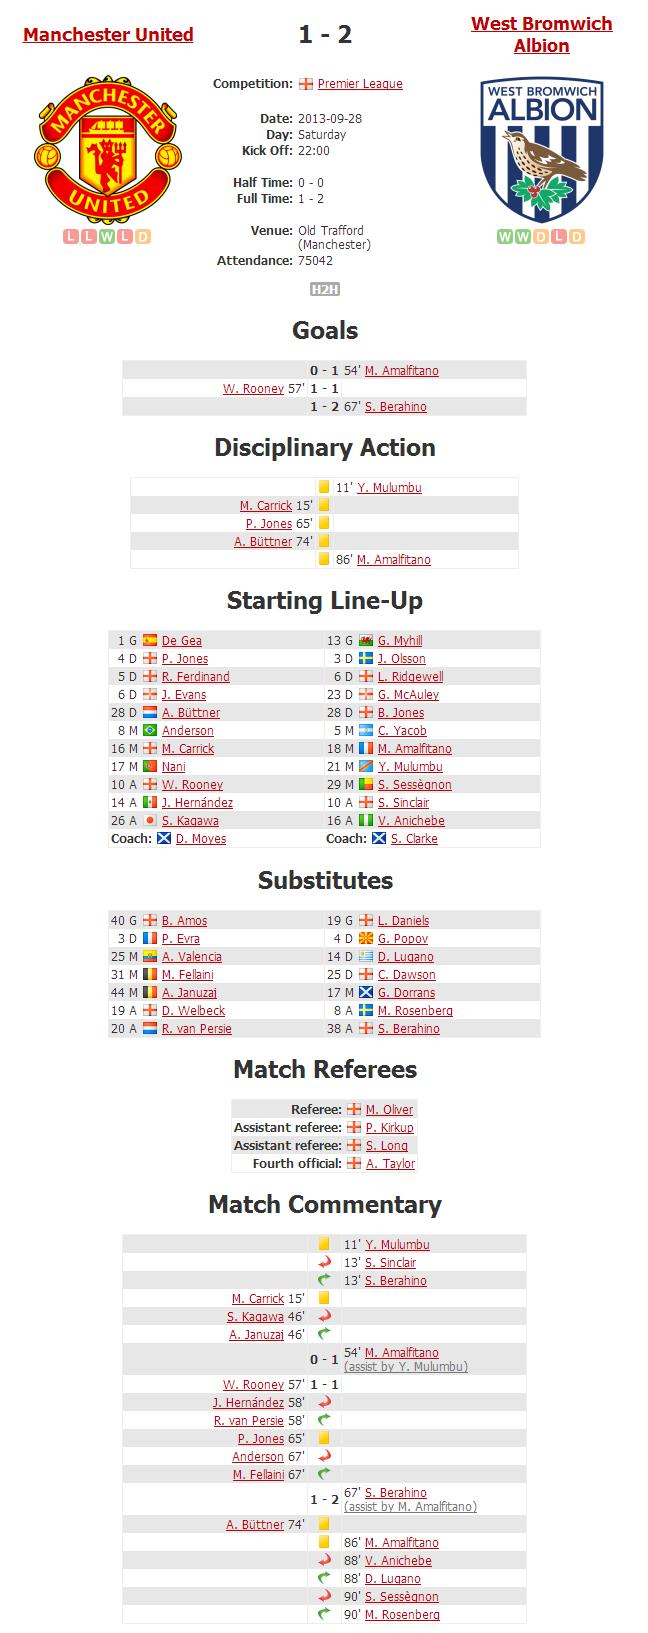 Manchester United
1 - 2
West Bromwich
Albion
MANCHESTER
UNITED
Competition: Premier League
Date: 2013-09-28
Day: Saturday
Kick Off: 22:00
Half Time: 0 - 0
Full Time: 1 - 2
Venue: Old Trafford
(Manchester)
Attendance: 75042
WEST BROMWICH
ALBION
L L W L D
W W D L D
H2H
Goals
0 - 1 54' M. Amalfitano
W. Rooney 57' 1 - 1
1 - 2 67' S. Berahino
Disciplinary Action
11' Y. Mulumbu
M. Carrick 15'
P. Jones 65'
A. Büttner 74'
86' M. Amalfitano
Starting Line-Up
1 G De Gea 13 G G. Myhill
4 D P. Jones 3 D J. Olsson
5 D R. Ferdinand 6 D L. Ridgewell
6 D J. Evans 23 D G. McAuley
28 D A. Büttner 28 D B. Jones
8 M Anderson 5 M C. Yacob
16 M M. Carrick 18 M M. Amalfitano
17 M Nani 21 M Y. Mulumbu
10 A W. Rooney 29 M S. Sessègnon
14 A J. Hernández 10 A S. Sinclair
26 A S. Kagawa 16 A V. Anichebe
Coach: D. Moyes Coach: S. Clarke
Substitutes
40 G B. Amos 19 G L. Daniels
3 D P. Evra 4 D G. Popov
25 M A. Valencia 14 D D. Lugano
31 M M. Fellaini 25 D C. Dawson
44 M A. Januzaj 17 M G. Dorrans
19 A D. Welbeck 8 A M. Rosenberg
20 A R. van Persie 38 A S. Berahino
Match Referees
Referee: M. Oliver
Assistant referee: P. Kirkup
Assistant referee: S. Long
Fourth official: A. Taylor
Match Commentary
11' Y. Mulumbu
13' S. Sinclair
13' S. Berahino
M. Carrick 15'
S. Kagawa 46'
A. Januzaj 46'
0 - 1 54' M. Amalfitano
(assist by Y. Mulumbu)
W. Rooney 57' 1 - 1
J. Hernández 58'
R. van Persie 58'
P. Jones 65'
Anderson 67'
M. Fellaini 67'
1 - 2 67' S. Berahino
(assist by M. Amalfitano)
A. Büttner 74'
86' M. Amalfitano
88' V. Anichebe
88' D. Lugano
90' S. Sessègnon
90' M. Rosenberg